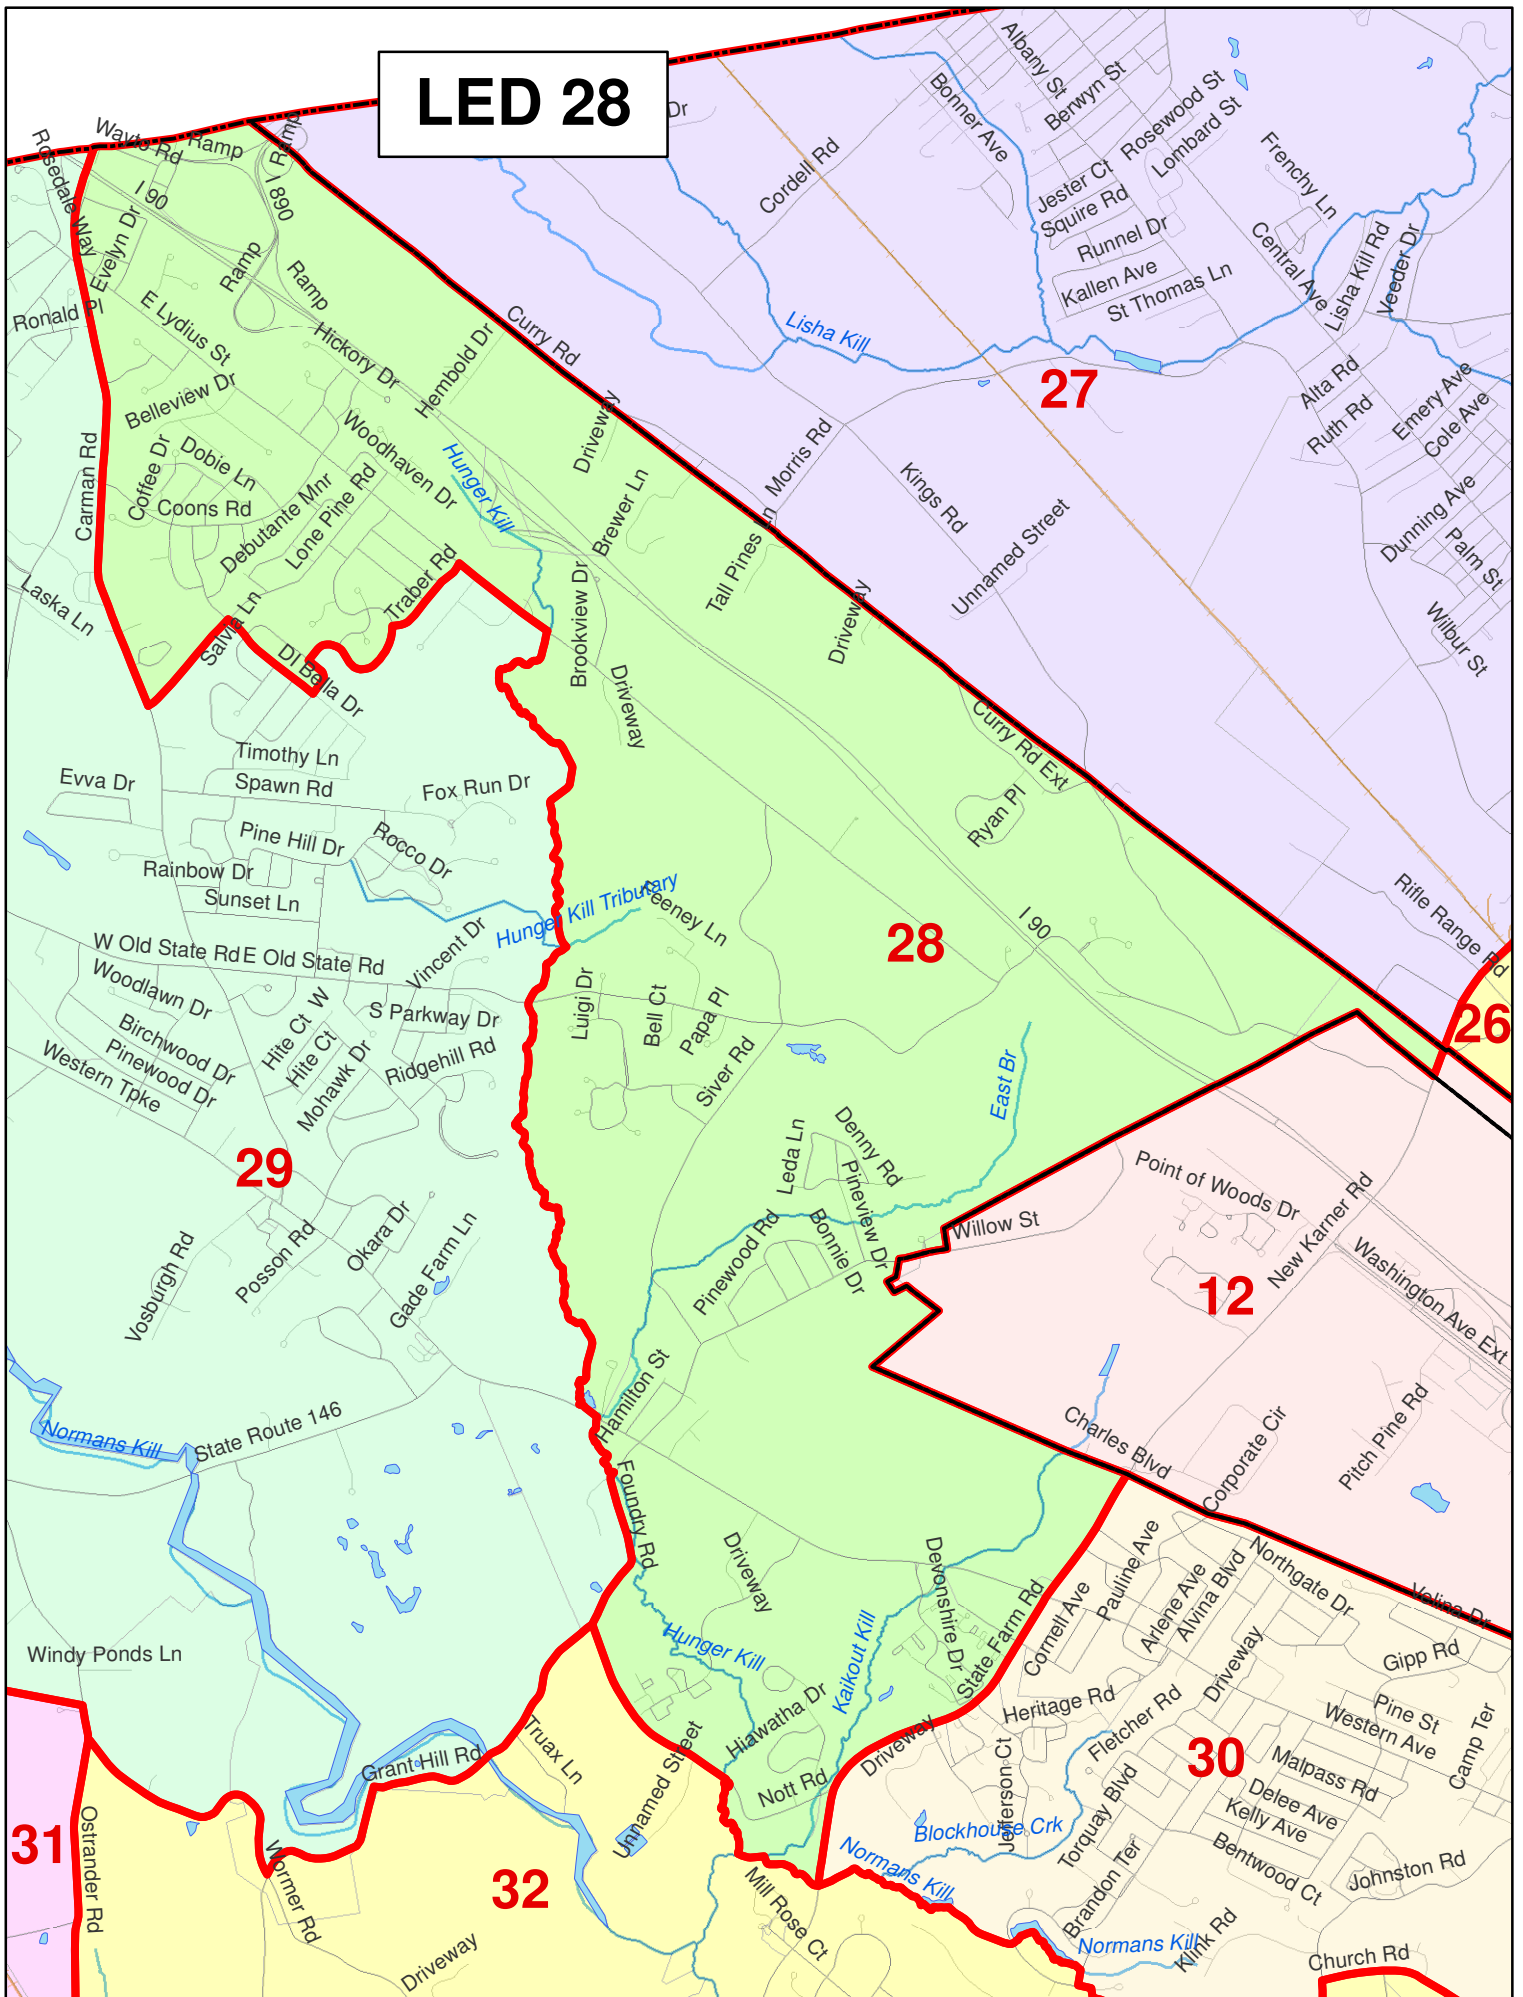 LED 28
Dr
Albany St
Berwyn St
Bonner Ave
Rosewood St
Lombard St
Frenchy Ln
Wayto Rd
Ramp
Ramp
Rosedale Way
I 90
I 890
Cordell Rd
Jester Ct
Squire Rd
Runnel Dr
Kallen Ave
St Thomas Ln
Central Ave
Lisha Kill Rd
Veeder Dr
Evelyn Dr
Ramp
Ramp
Ronald Pl
E Lydius St
Hickory Dr
Hembold Dr
Curry Rd
Lisha Kill
27
Alta Rd
Ruth Rd
Emery Ave
Cole Ave
Belleview Dr
Woodhaven Dr
Driveway
Morris Rd
Carman Rd
Coffee Dr
Dobie Ln
Coons Rd
Debutante Mnr
Lone Pine Rd
Hunger Kill
Brewer Ln
Tall Pines Ln
Kings Rd
Unnamed Street
Dunning Ave
Palm St
Wilbur St
Laska Ln
Salvia Ln
Traber Rd
DI Bella Dr
Brookview Dr
Driveway
Driveway
Curry Rd Ext
Timothy Ln
Spawn Rd
Fox Run Dr
Evva Dr
Pine Hill Dr
Rocco Dr
Ryan Pl
Rainbow Dr
Sunset Ln
Hunger Kill Tributary
Feeney Ln
Rifle Range Rd
W Old State Rd
E Old State Rd
Vincent Dr
28
I 90
26
Woodlawn Dr
Birchwood Dr
Pinewood Dr
Western Tpke
Hite Ct W
Hite Ct
Mohawk Dr
S Parkway Dr
Ridgehill Rd
Luigi Dr
Bell Ct
Papa Pl
Siver Rd
East Br
29
Leda Ln
Denny Rd
Pineview Dr
Bonnie Dr
Pinewood Rd
Willow St
Point of Woods Dr
New Karner Rd
Washington Ave Ext
12
Vosburgh Rd
Posson Rd
Okara Dr
Gade Farm Ln
Hamilton St
Charles Blvd
Corporate Cir
Pitch Pine Rd
Normans Kill
State Route 146
Foundry Rd
Driveway
Devonshire Dr
State Farm Rd
Cornell Ave
Pauline Ave
Arlene Ave
Alvina Blvd
Northgate Dr
Velina Dr
Windy Ponds Ln
Hunger Kill
Kaikout Kill
Heritage Rd
Fletcher Rd
Driveway
Gipp Rd
Pine St
Western Ave
Camp Ter
Grant Hill Rd
Truax Ln
Unnamed Street
Hiawatha Dr
Nott Rd
Driveway
Jefferson Ct
Torquay Blvd
30
Malpass Rd
Delee Ave
Kelly Ave
Bentwood Ct
Johnston Rd
Blockhouse Crk
31
Ostrander Rd
Wormer Rd
32
Driveway
Mill Rose Ct
Normans Kill
Brandon Ter
Normans Kill
Klink Rd
Church Rd